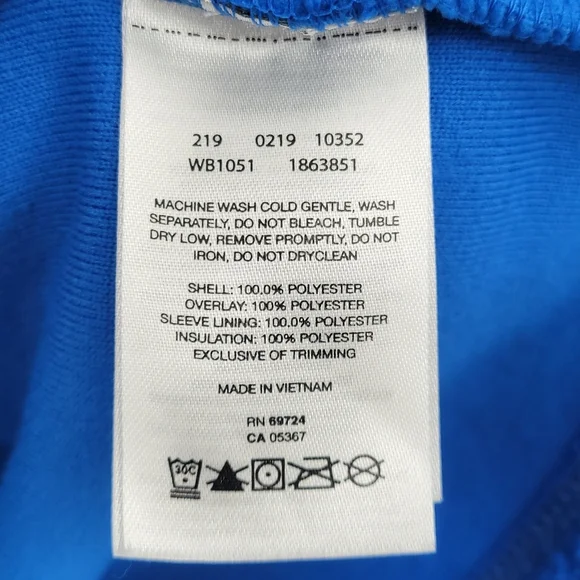 219 0219 10352
WB1051 1863851
MACHINE WASH COLD GENTLE, WASH
SEPARATELY, DO NOT BLEACH, TUMBLE
DRY LOW, REMOVE PROMPTLY, DO NOT
IRON, DO NOT DRYCLEAN
SHELL: 100.0% POLYESTER
OVERLAY: 100% POLYESTER
SLEEVE LINING: 100.0% POLYESTER
INSULATION: 100% POLYESTER
EXCLUSIVE OF TRIMMING
MADE IN VIETNAM
RN 69724
CA 05367
30C